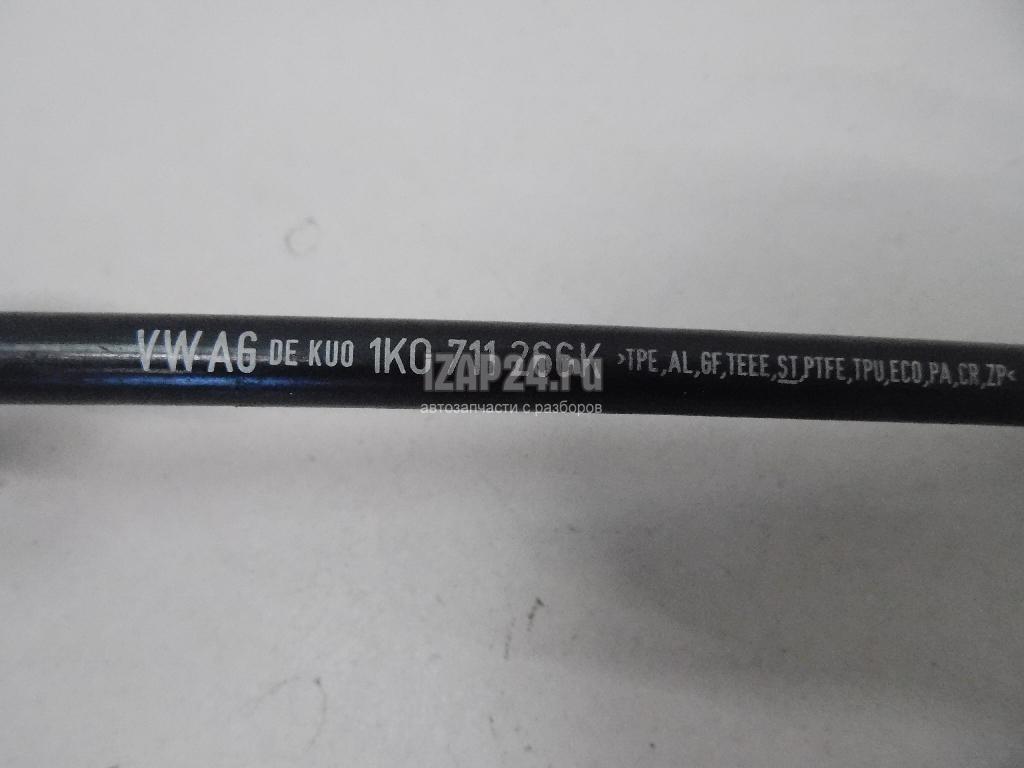 VW AG DE KUO 1K0 711 266 K >TPE,AL,GF,TEEE,ST,PTFE,TPU,ECO,PA,CR,ZP<
IZAP24.ru
автозапчасти с разборов